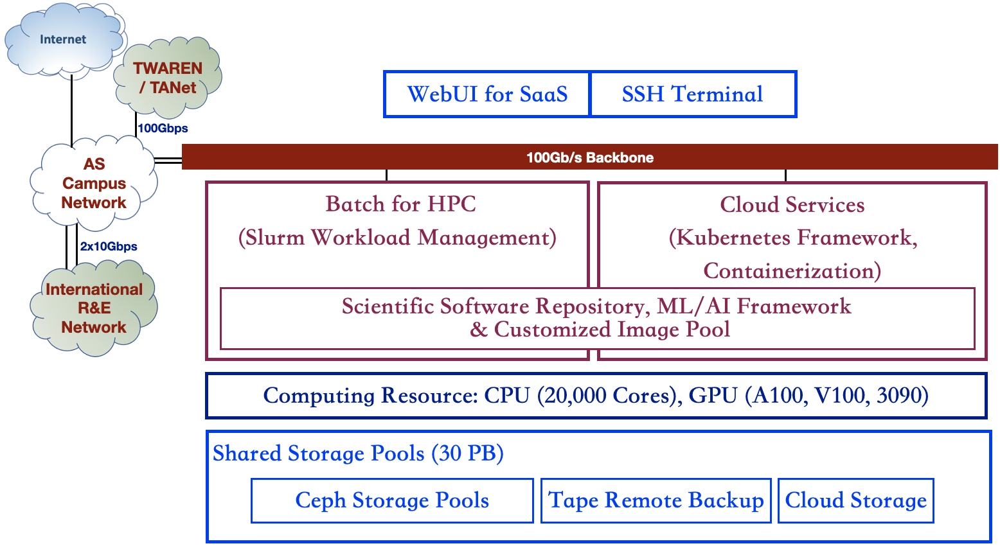 Internet
TWAREN
/ TANet
100Gbps
AS
Campus
Network
2x10Gbps
International
R&E
Network
WebUI for SaaS
SSH Terminal
100Gb/s Backbone
Batch for HPC
(Slurm Workload Management)
Cloud Services
(Kubernetes Framework,
Containerization)
Scientific Software Repository, ML/AI Framework
& Customized Image Pool
Computing Resource: CPU (20,000 Cores), GPU (A100, V100, 3090)
Shared Storage Pools (30 PB)
Ceph Storage Pools
Tape Remote Backup
Cloud Storage